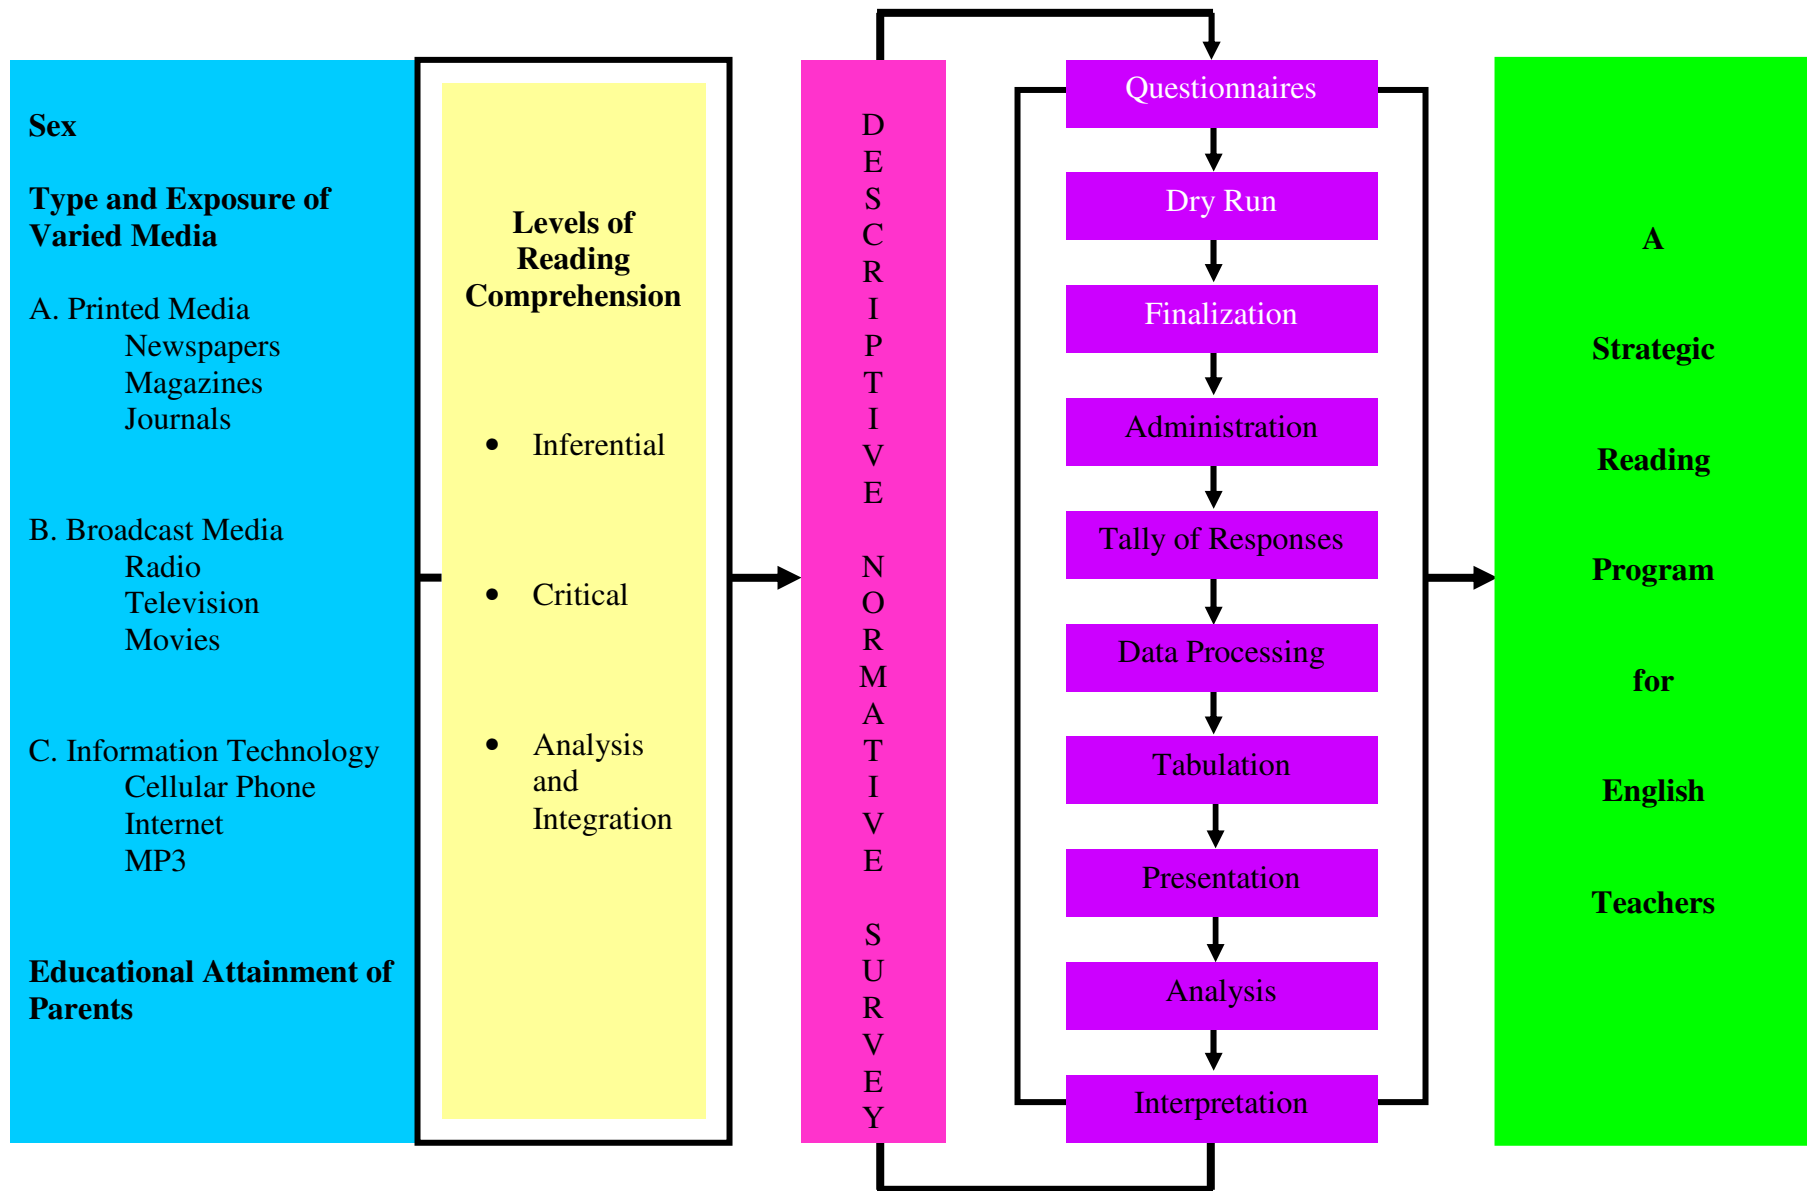 Sex
Type and Exposure of
Varied Media
A. Printed Media
Newspapers
Magazines
Journals
B. Broadcast Media
Radio
Television
Movies
C. Information Technology
Cellular Phone
Internet
MP3
Educational Attainment of
Parents
Levels of
Reading
Comprehension
• Inferential
• Critical
• Analysis
and
Integration
D
E
S
C
R
I
P
T
I
V
E
N
O
R
M
A
T
I
V
E
S
U
R
V
E
Y
Questionnaires
Dry Run
Finalization
Administration
Tally of Responses
Data Processing
Tabulation
Presentation
Analysis
Interpretation
A
Strategic
Reading
Program
for
English
Teachers